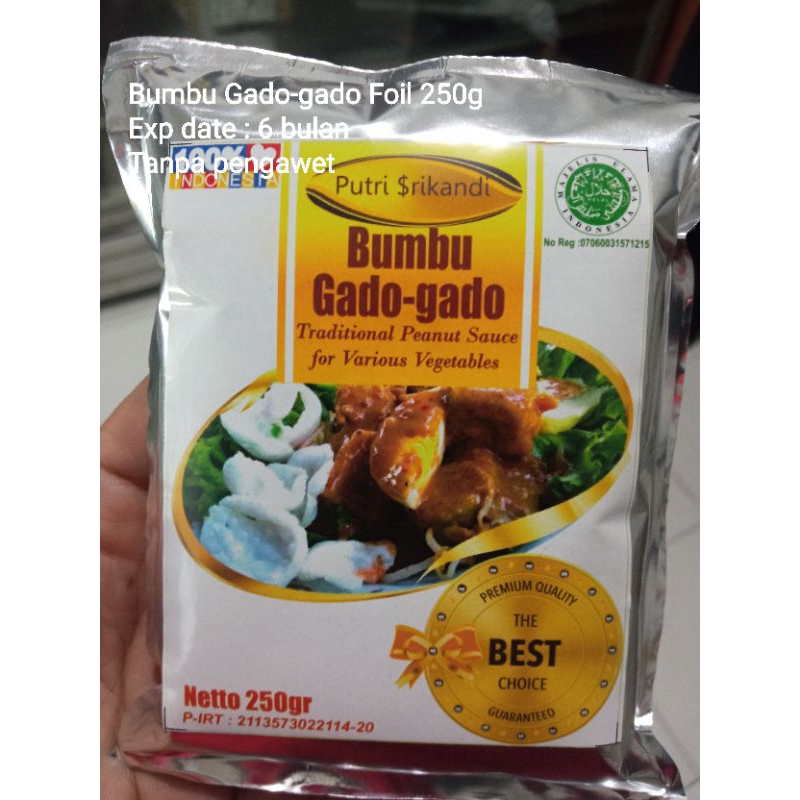 Bumbu Gado-gado Foil 250g
Exp date : 6 bulan
Tanpa pengawet
100%
INDONESIA
Putri $rikandi
Bumbu
Gado-gado
Traditional Peanut Sauce
for Various Vegetables
MAJELIS ULAMA
حلال
HALAL
INDONESIA
No Reg :07060031571215
PREMIUM QUALITY
THE
BEST
CHOICE
GUARANTEED
Netto 250gr
P-IRT : 2113573022114-20